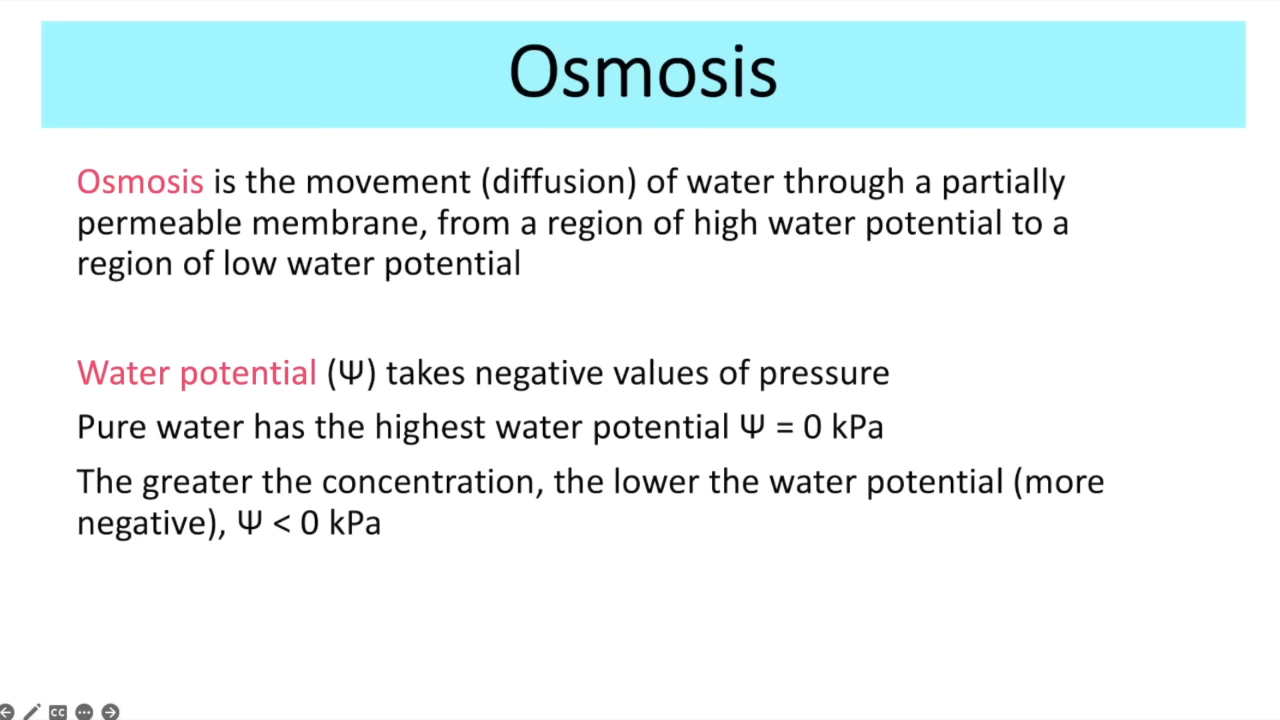 Osmosis
Osmosis is the movement (diffusion) of water through a partially
permeable membrane, from a region of high water potential to a
region of low water potential
Water potential (Ψ) takes negative values of pressure
Pure water has the highest water potential Ψ = 0 kPa
The greater the concentration, the lower the water potential (more
negative), Ψ < 0 kPa
CC